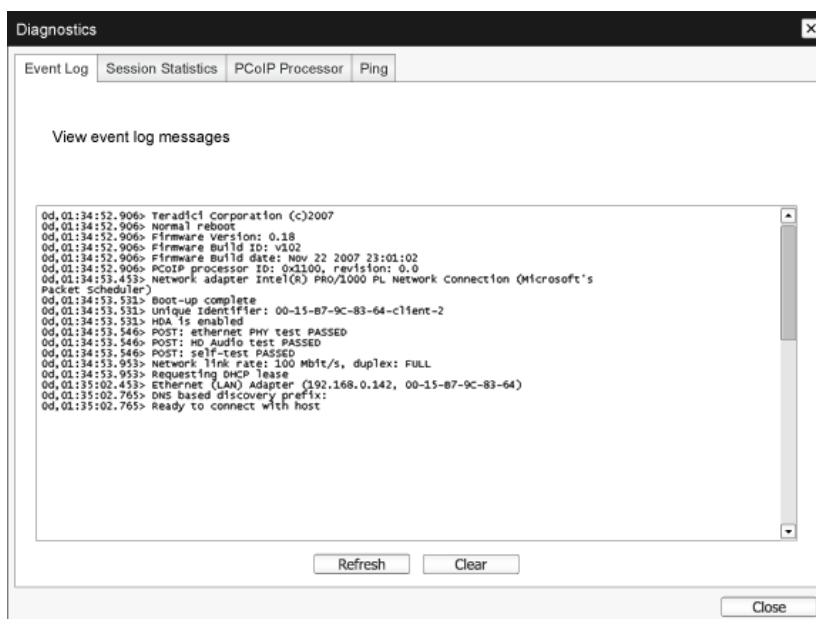 Diagnostics
Event Log
Session Statistics
PCoIP Processor
Ping
View event log messages
0d,01:34:52.906> Teradici Corporation (c)2007
0d,01:34:52.906> Normal reboot
0d,01:34:52.906> Firmware Version: 0.18
0d,01:34:52.906> Firmware Build ID: v102
0d,01:34:52.906> Firmware Build date: Nov 22 2007 23:01:02
0d,01:34:52.906> PCoIP processor ID: 0x1100, revision: 0.0
0d,01:34:53.453> Network adapter Intel(R) PRO/1000 PL Network Connection (Microsoft's
Packet Scheduler)
0d,01:34:53.531> Boot-up complete
0d,01:34:53.531> Unique Identifier: 00-15-B7-9C-83-64-client-2
0d,01:34:53.531> HDA is enabled
0d,01:34:53.546> POST: ethernet PHY test PASSED
0d,01:34:53.546> POST: HD Audio test PASSED
0d,01:34:53.546> POST: self-test PASSED
0d,01:34:53.953> Network link rate: 100 Mbit/s, duplex: FULL
0d,01:34:53.953> Requesting DHCP lease
0d,01:35:02.453> Ethernet (LAN) Adapter (192.168.0.142, 00-15-B7-9C-83-64)
0d,01:35:02.765> DNS based discovery prefix:
0d,01:35:02.765> Ready to connect with host
Refresh
Clear
Close